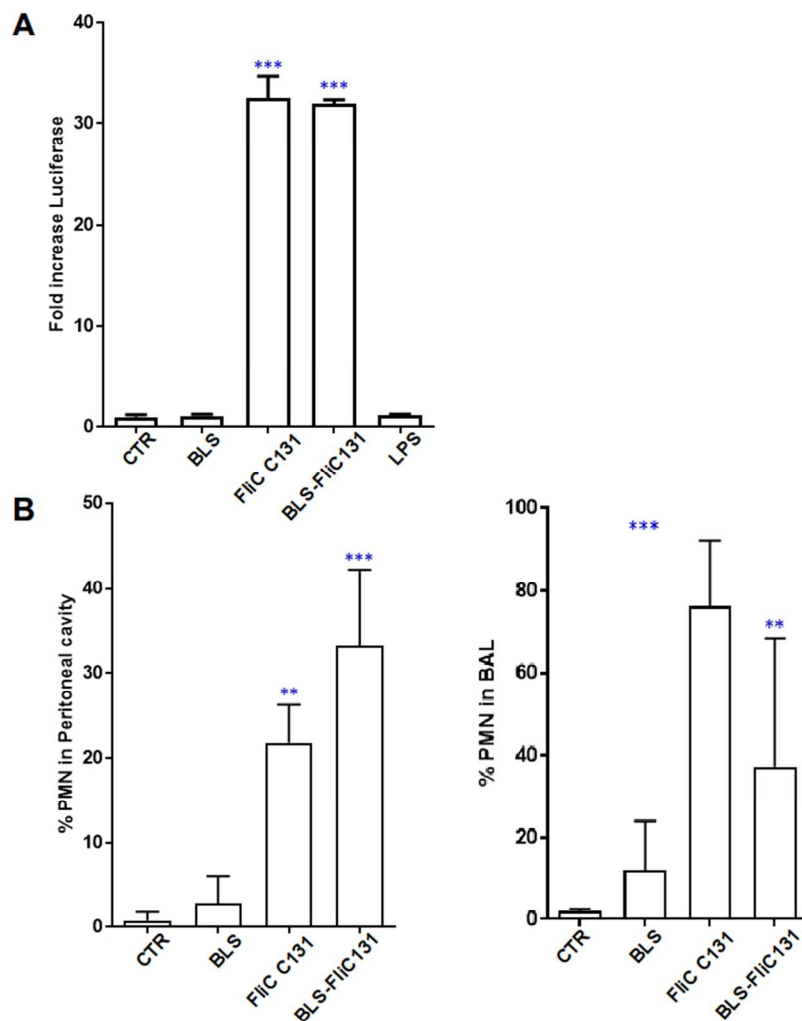 A
Fold increase Luciferase
40
30
20
10
0
***
***
CTR
BLS
FliC C131
BLS-FliC131
LPS
B
% PMN in Peritoneal cavity
50
40
30
20
10
0
**
***
CTR
BLS
FliC C131
BLS-FliC131
% PMN in BAL
100
80
60
40
20
0
***
**
CTR
BLS
FliC C131
BLS-FliC131